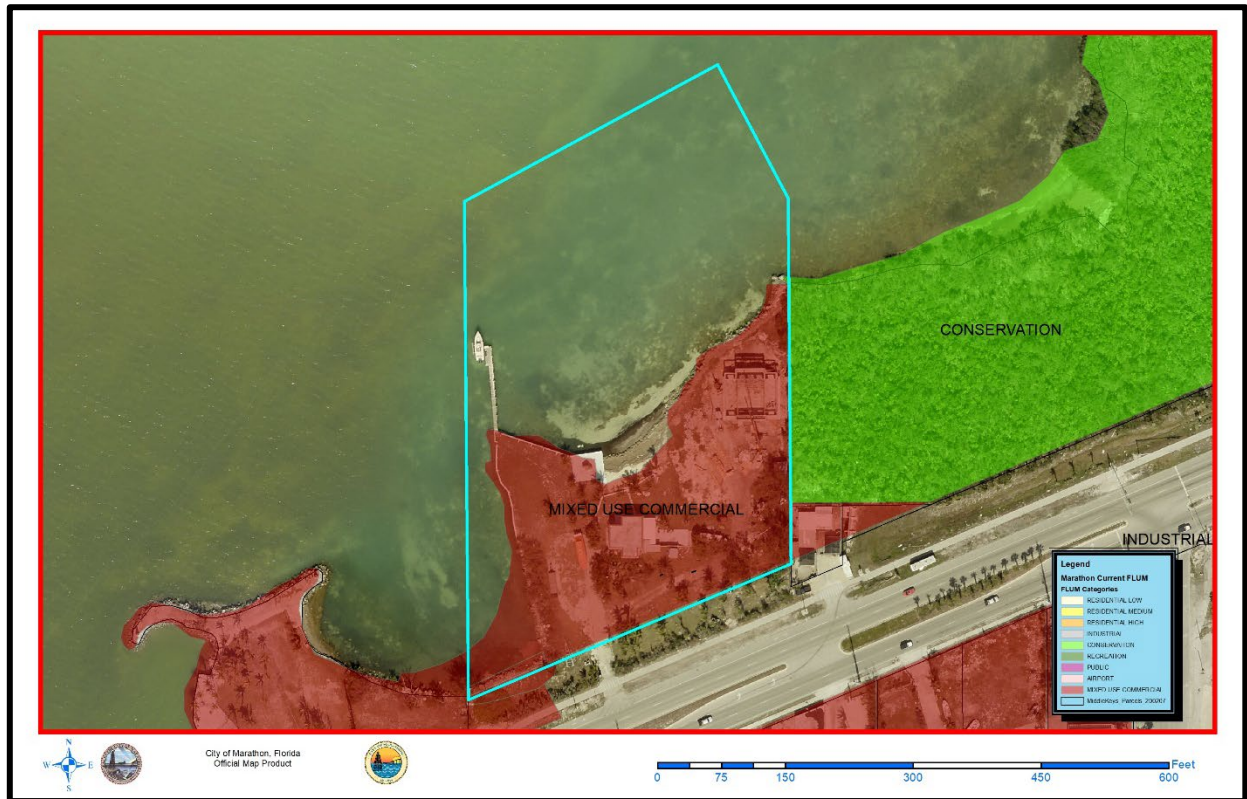 CONSERVATION
MIXED USE COMMERCIAL
INDUSTRIAL
Legend
Marathon Current FLUM
FLUM Categories
RESIDENTIAL LOW
RESIDENTIAL MEDIUM
RESIDENTIAL HIGH
INDUSTRIAL
CONSERVATION
RECREATION
PUBLIC
AIRPORT
MIXED USE COMMERCIAL
MiddleKeys_Parcels_200207
N
W E
S
City of Marathon, Florida
Official Map Product
Feet
0 75 150 300 450 600